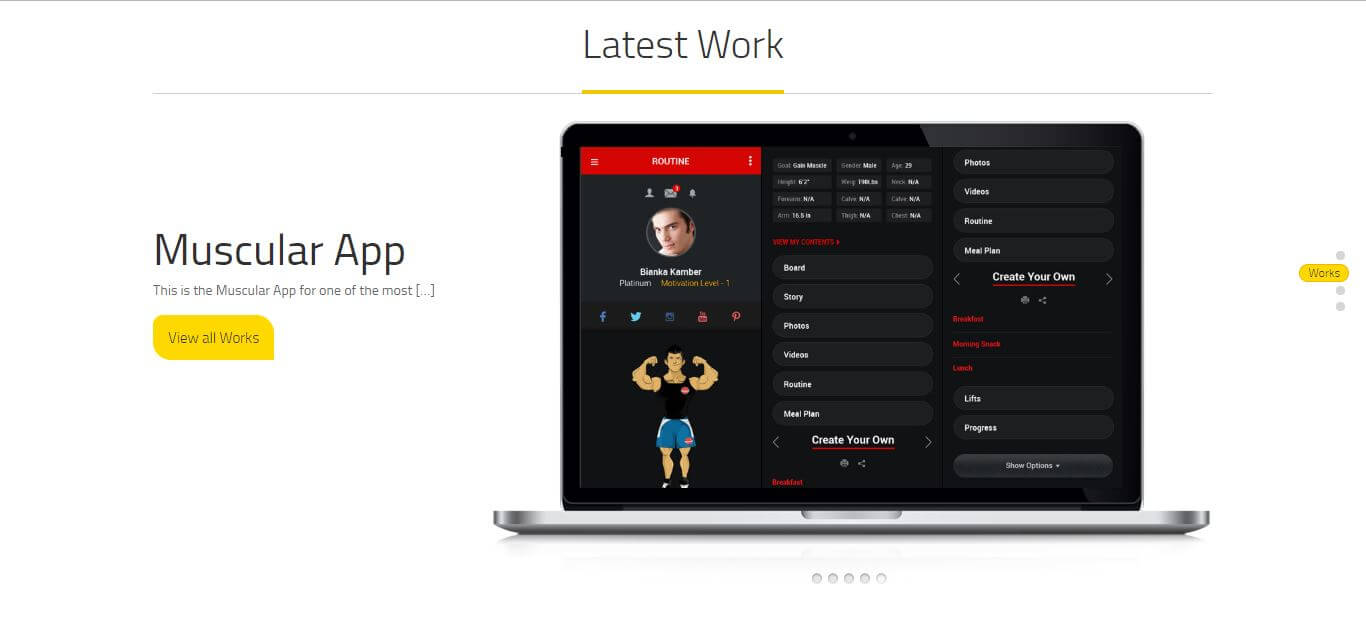 Latest Work
Muscular App
This is the Muscular App for one of the most [...]
View all Works
Works
ROUTINE
Bianka Kamber
Platinum Motivation Level - 1
Goal: Gain Muscle Gender: Male Age: 29
Height: 6'2" Weig: 198Lbs Neck: N/A
Forearm: N/A Calve: N/A Calve: N/A
Arm: 16.5 in Thigh: N/A Chest: N/A
VIEW MY CONTENTS
Board
Story
Photos
Videos
Routine
Meal Plan
Create Your Own
Breakfast
Photos
Videos
Routine
Meal Plan
Create Your Own
Breakfast
Morning Snack
Lunch
Lifts
Progress
Show Options